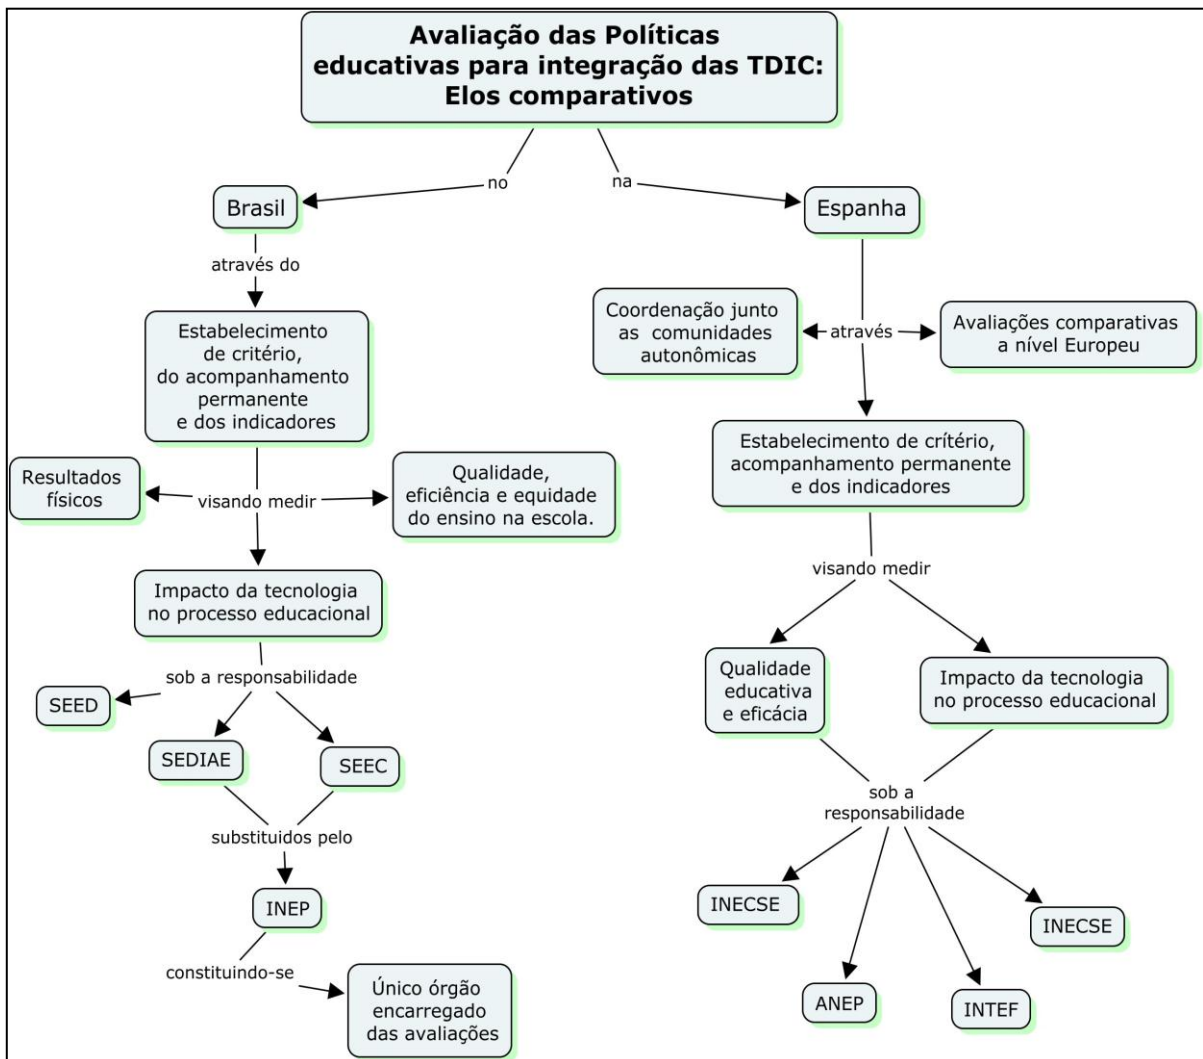 Avaliação das Políticas
educativas para integração das TDIC:
Elos comparativos
no
na
Brasil
Espanha
através do
Estabelecimento
de critério,
do acompanhamento
permanente
e dos indicadores
Coordenação junto
as comunidades
autonômicas
através
Avaliações comparativas
a nível Europeu
Resultados
físicos
visando medir
Qualidade,
eficiência e equidade
do ensino na escola.
Estabelecimento de crítério,
acompanhamento permanente
e dos indicadores
Impacto da tecnologia
no processo educacional
visando medir
sob a responsabilidade
Qualidade
educativa
e eficácia
Impacto da tecnologia
no processo educacional
SEED
SEDIAE
SEEC
sob a
responsabilidade
substituidos pelo
INEP
INECSE
INECSE
constituindo-se
Único órgão
encarregado
das avaliações
ANEP
INTEF